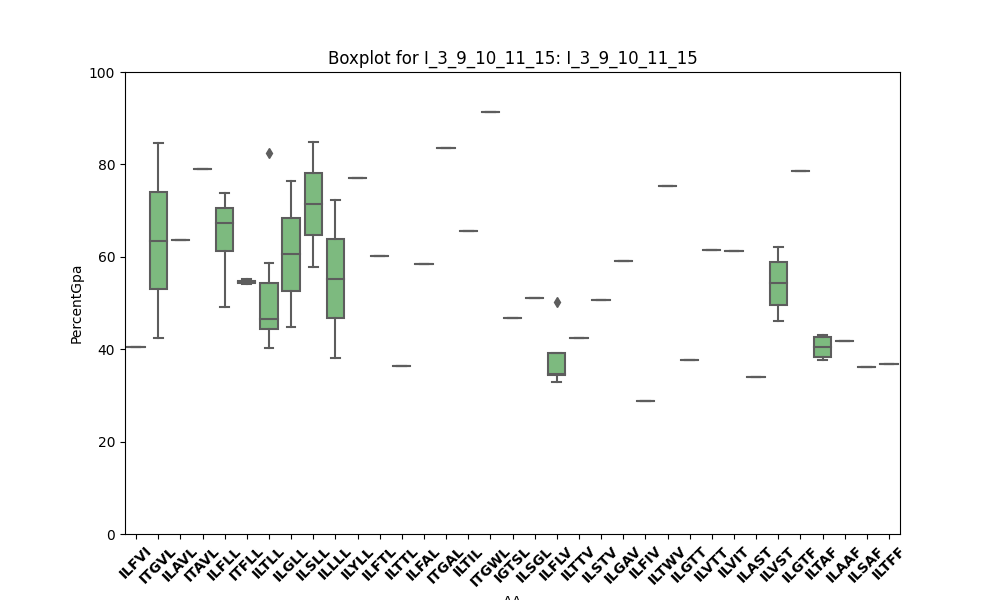 Boxplot for I_3_9_10_11_15: I_3_9_10_11_15
100
80
60
40
20
0
PercentGpa
ILFVI
ITGVL
ILAVL
ITAVL
ILFLL
ITFLL
ILTLL
ILGLL
ILSLL
ILLLL
ILYLL
ILFTL
ILTTL
ILFAL
ITGAL
ILTIL
ITGWL
IGTSL
ILSGL
ILFLV
ILTTV
ILSTV
ILGAV
ILFIV
ILTWV
ILGTT
ILVTT
ILVIT
ILAST
ILVST
ILGTF
ILTAF
ILAAF
ILSAF
ILTFF
AA